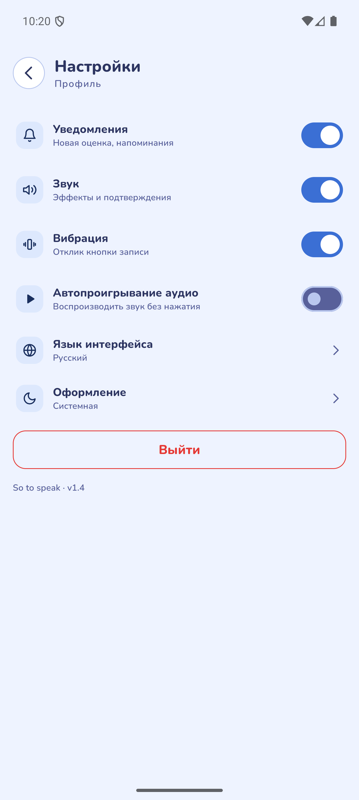 10:20
Настройки
Профиль
Уведомления
Новая оценка, напоминания
Звук
Эффекты и подтверждения
Вибрация
Отклик кнопки записи
Автопроигрывание аудио
Воспроизводить звук без нажатия
Язык интерфейса
Русский
Оформление
Системная
Выйти
So to speak · v1.4